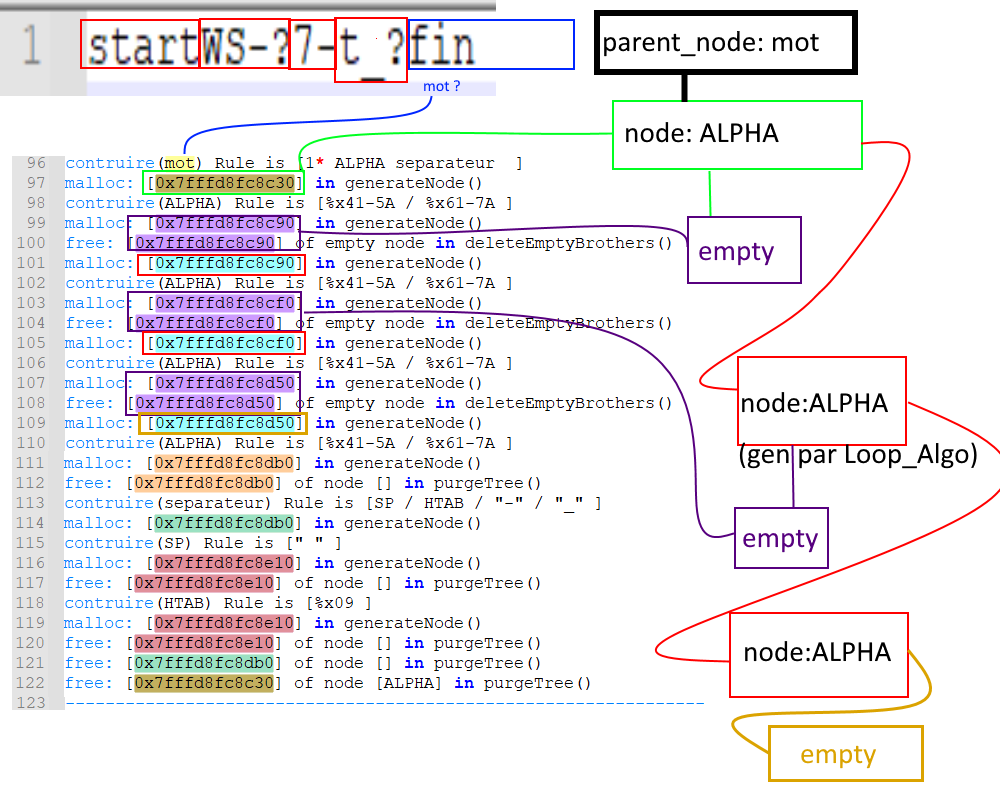 1 startWS-?7-t_?fin
parent_node: mot
mot ?
node: ALPHA
96 contruire(mot) Rule is [1* ALPHA separateur  ]
97 malloc: [0x7fffd8fc8c30] in generateNode()
98 contruire(ALPHA) Rule is [%x41-5A / %x61-7A ]
99 malloc: [0x7fffd8fc8c90] in generateNode()
100 free: [0x7fffd8fc8c90] of empty node in deleteEmptyBrothers()
101 malloc: [0x7fffd8fc8c90] in generateNode()
102 contruire(ALPHA) Rule is [%x41-5A / %x61-7A ]
103 malloc: [0x7fffd8fc8cf0] in generateNode()
104 free: [0x7fffd8fc8cf0] of empty node in deleteEmptyBrothers()
105 malloc: [0x7fffd8fc8cf0] in generateNode()
106 contruire(ALPHA) Rule is [%x41-5A / %x61-7A ]
107 malloc: [0x7fffd8fc8d50] in generateNode()
108 free: [0x7fffd8fc8d50] of empty node in deleteEmptyBrothers()
109 malloc: [0x7fffd8fc8d50] in generateNode()
110 contruire(ALPHA) Rule is [%x41-5A / %x61-7A ]
111 malloc: [0x7fffd8fc8db0] in generateNode()
112 free: [0x7fffd8fc8db0] of node [] in purgeTree()
113 contruire(separateur) Rule is [SP / HTAB / "-" / "_" ]
114 malloc: [0x7fffd8fc8db0] in generateNode()
115 contruire(SP) Rule is [" " ]
116 malloc: [0x7fffd8fc8e10] in generateNode()
117 free: [0x7fffd8fc8e10] of node [] in purgeTree()
118 contruire(HTAB) Rule is [%x09 ]
119 malloc: [0x7fffd8fc8e10] in generateNode()
120 free: [0x7fffd8fc8e10] of node [] in purgeTree()
121 free: [0x7fffd8fc8db0] of node [] in purgeTree()
122 free: [0x7fffd8fc8c30] of node [ALPHA] in purgeTree()
123 ----------------------------------------------------------------
empty
node:ALPHA
(gen par Loop_Algo)
empty
node:ALPHA
empty